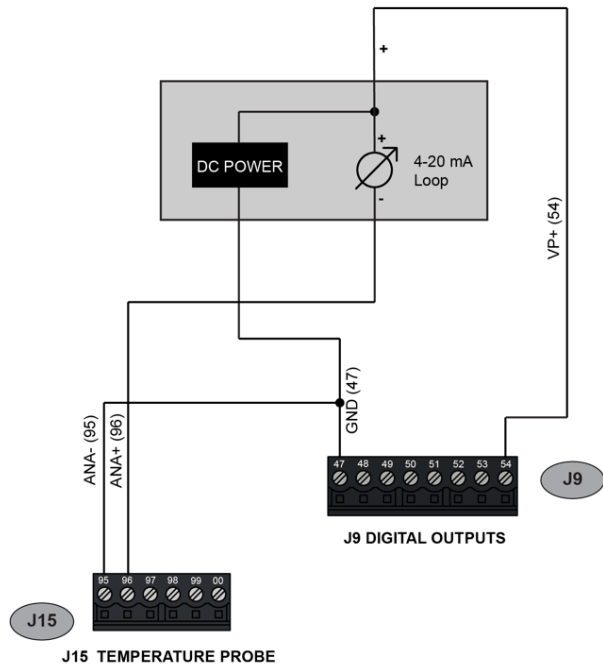 +
DC POWER
+
4-20 mA
Loop
-
VP+ (54)
GND (47)
ANA- (95)
ANA+ (96)
47 48 49 50 51 52 53 54
J9
J9 DIGITAL OUTPUTS
95 96 97 98 99 00
J15
J15 TEMPERATURE PROBE